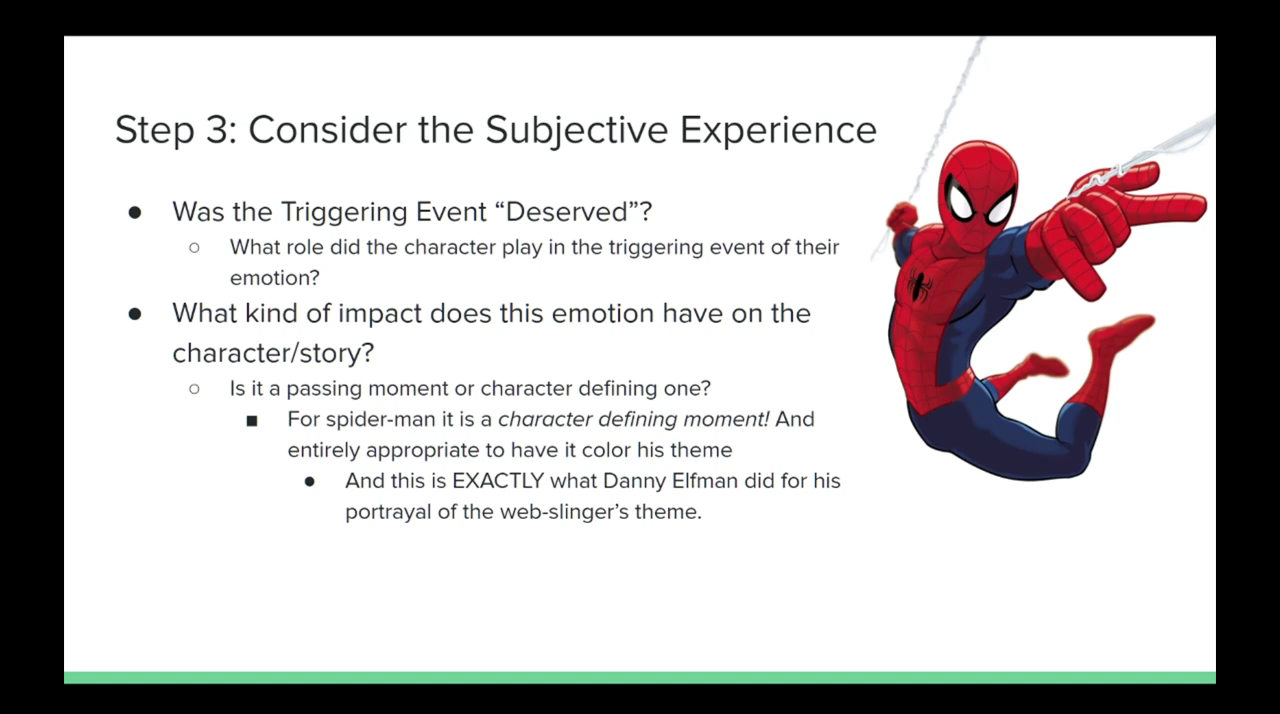 Step 3: Consider the Subjective Experience
● Was the Triggering Event “Deserved”?
○ What role did the character play in the triggering event of their
emotion?
● What kind of impact does this emotion have on the
character/story?
○ Is it a passing moment or character defining one?
■ For spider-man it is a character defining moment! And
entirely appropriate to have it color his theme
● And this is EXACTLY what Danny Elfman did for his
portrayal of the web-slinger’s theme.